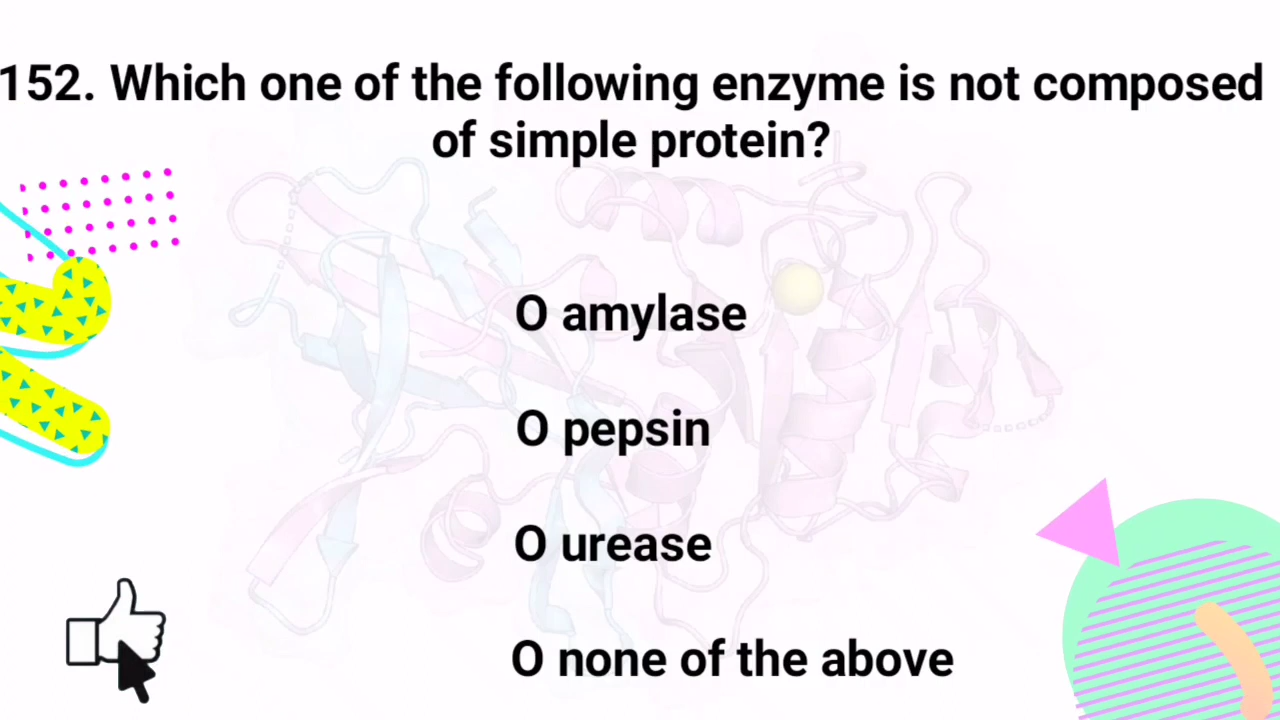 152. Which one of the following enzyme is not composed
of simple protein?
O amylase
O pepsin
O urease
O none of the above